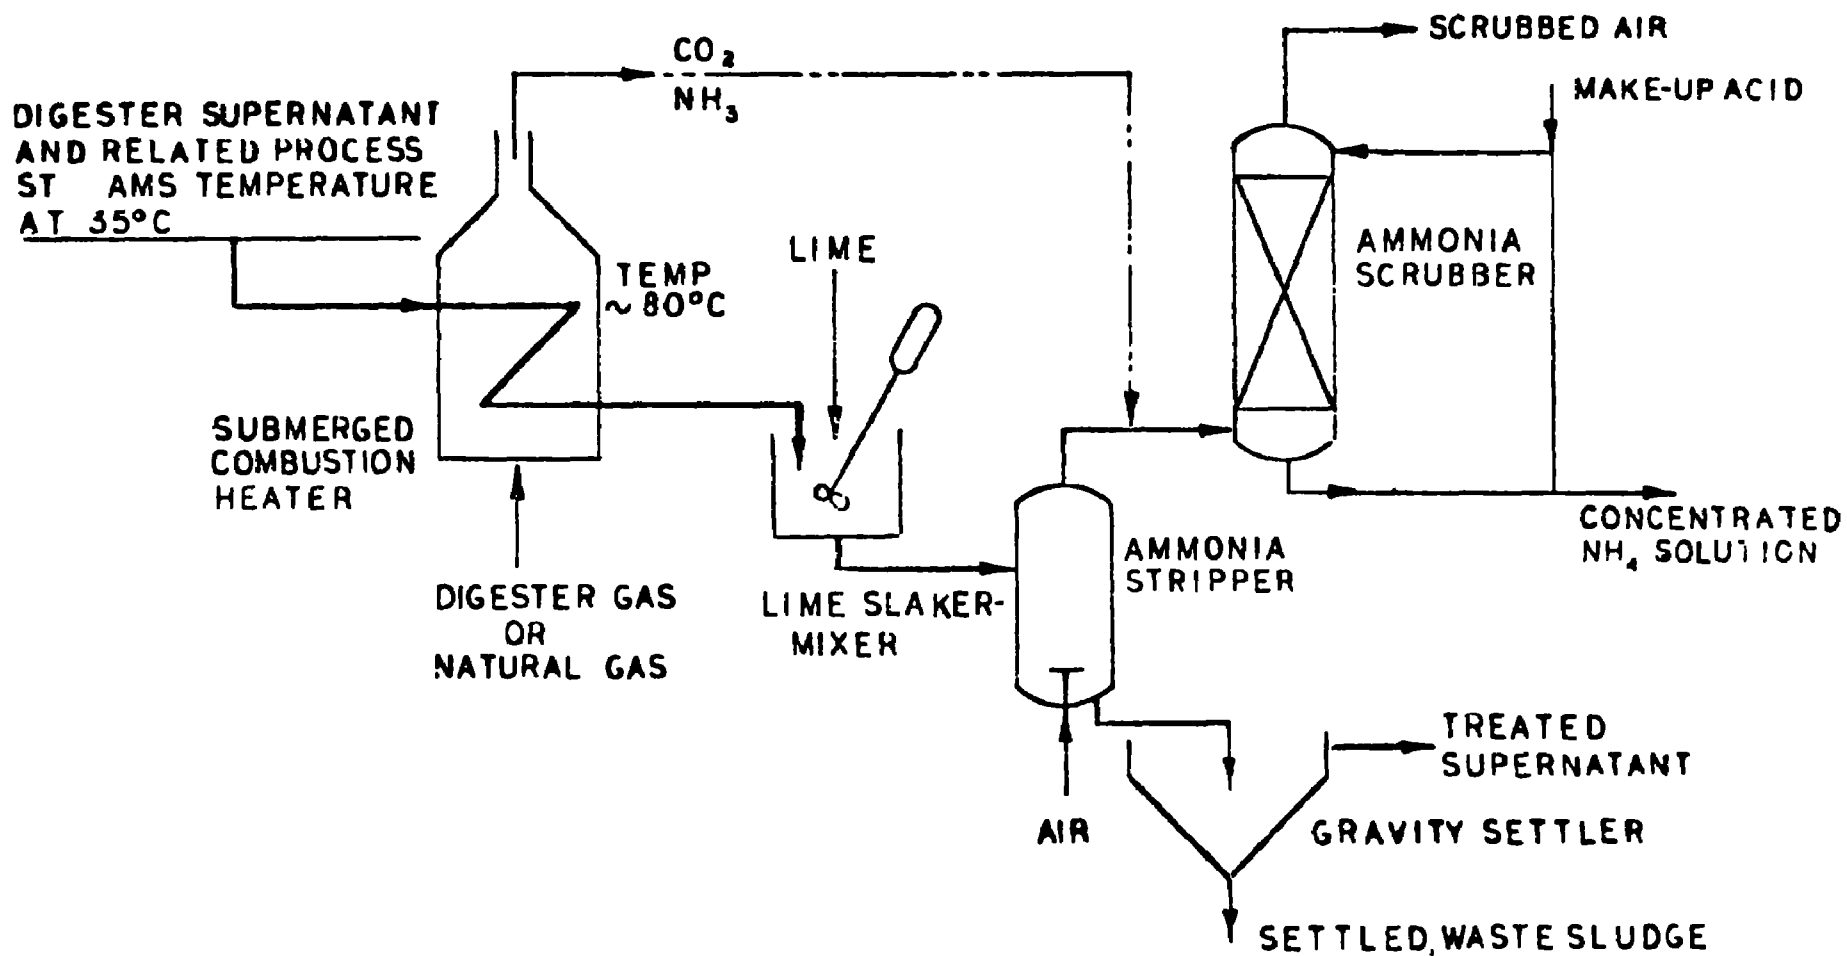 SCRUBBED AIR
CO2
NH3
MAKE-UP ACID
DIGESTER SUPERNATANT
AND RELATED PROCESS
ST AMS TEMPERATURE
AT 35°C
LIME
TEMP
~ 80°C
AMMONIA
SCRUBBER
SUBMERGED
COMBUSTION
HEATER
CONCENTRATED
NH4 SOLUTION
AMMONIA
STRIPPER
DIGESTER GAS
OR
NATURAL GAS
LIME SLAKER-
MIXER
TREATED
SUPERNATANT
AIR
GRAVITY SETTLER
SETTLED, WASTE SLUDGE